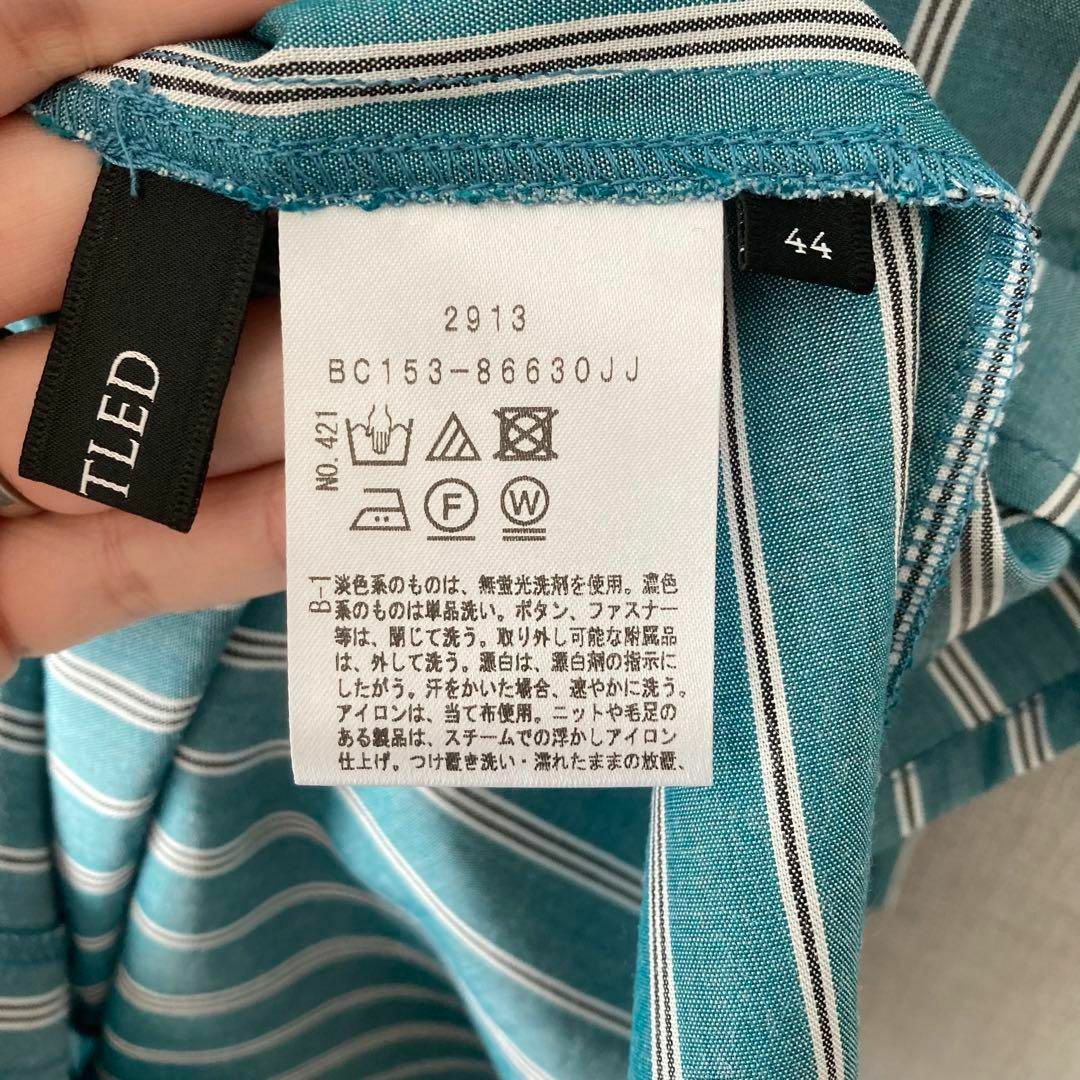 TLED
44
2913
BC153-86630JJ
NO.421
F
W
B-1
淡色系のものは、無蛍光洗剤を使用。濃色
系のものは単品洗い。ボタン、ファスナー
等は、閉じて洗う。取り外し可能な附属品
は、外して洗う。漂白は、漂白剤の指示に
したがう。汗をかいた場合、速やかに洗う。
アイロンは、当て布使用。ニットや毛足の
ある製品は、スチームでの浮かしアイロン
仕上げ。つけ置き洗い・濡れたままの放置、